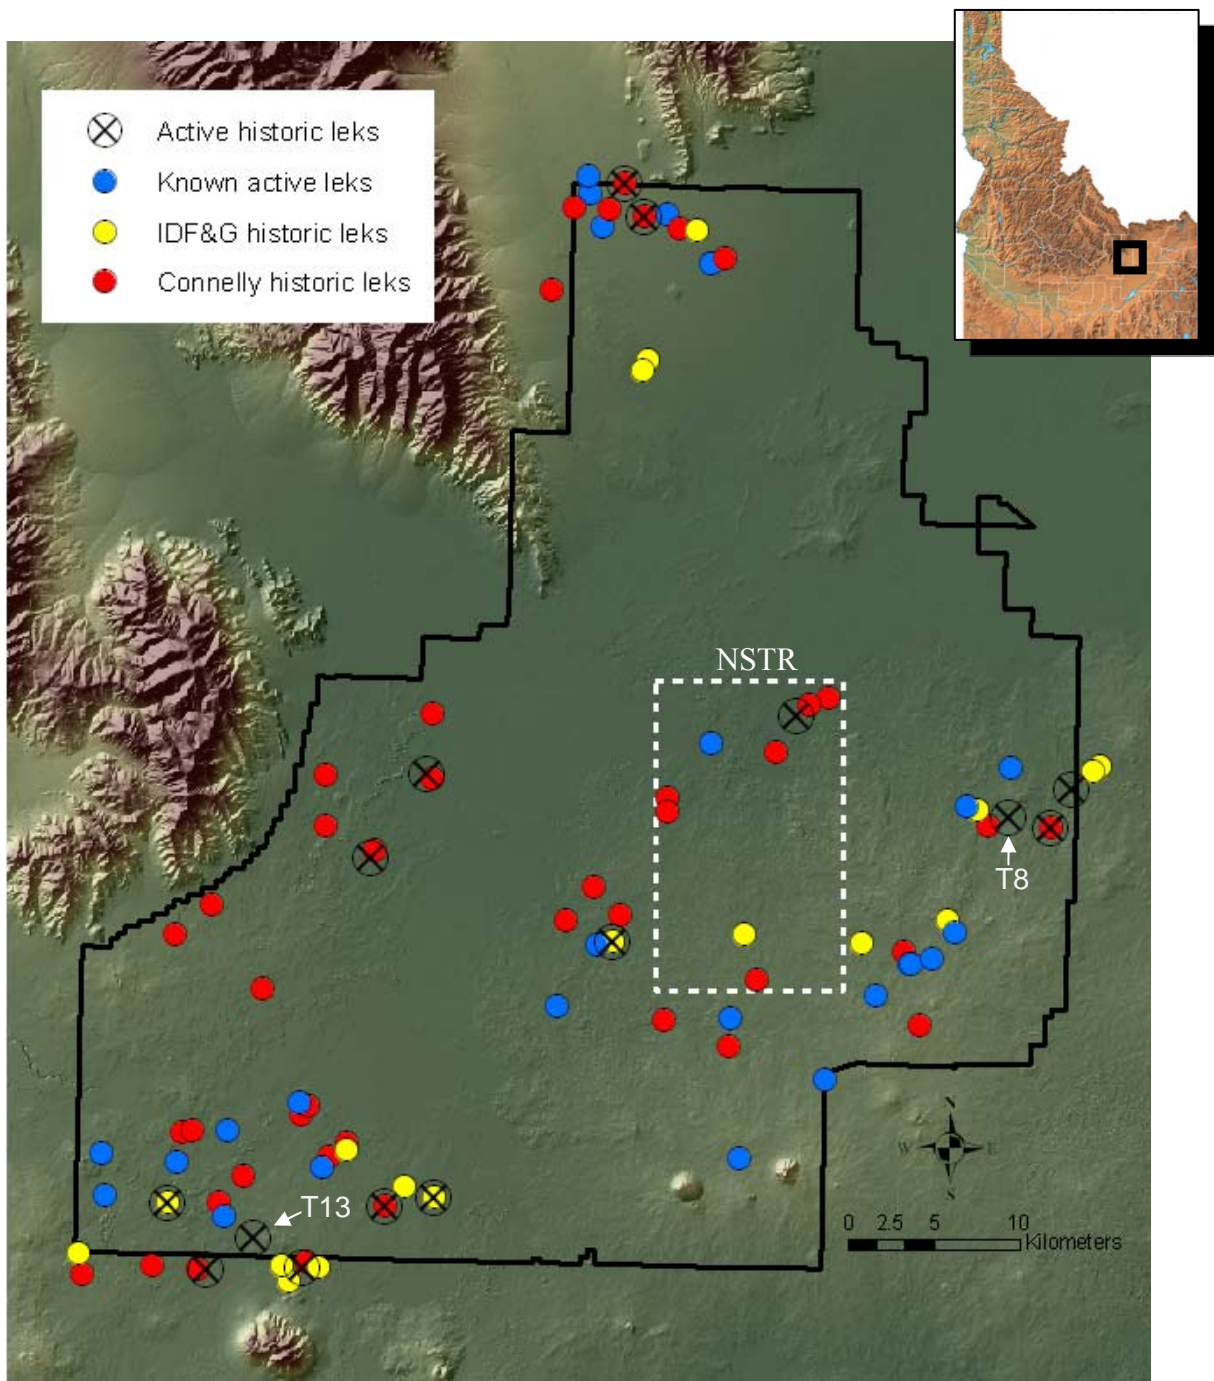 Active historic leks
Known active leks
IDF&G historic leks
Connelly historic leks
NSTR
T8
T13
N
W E
S
0 2.5 5 10
Kilometers